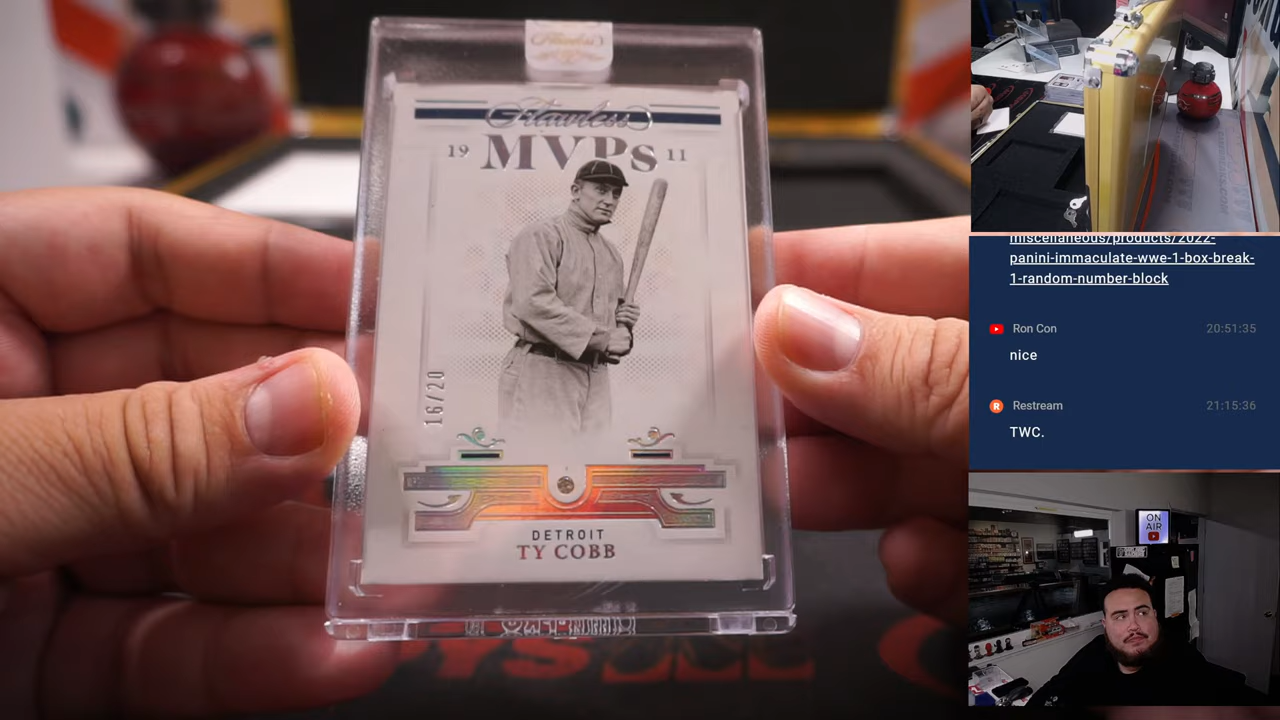 Flawless
Flawless
19 MVPs 11
16/20
DETROIT
TY COBB
miscellaneous/products/2022-
panini-immaculate-wwe-1-box-break-
1-random-number-block
Ron Con 20:51:35
nice
Restream 21:15:36
TWC.
ON
AIR